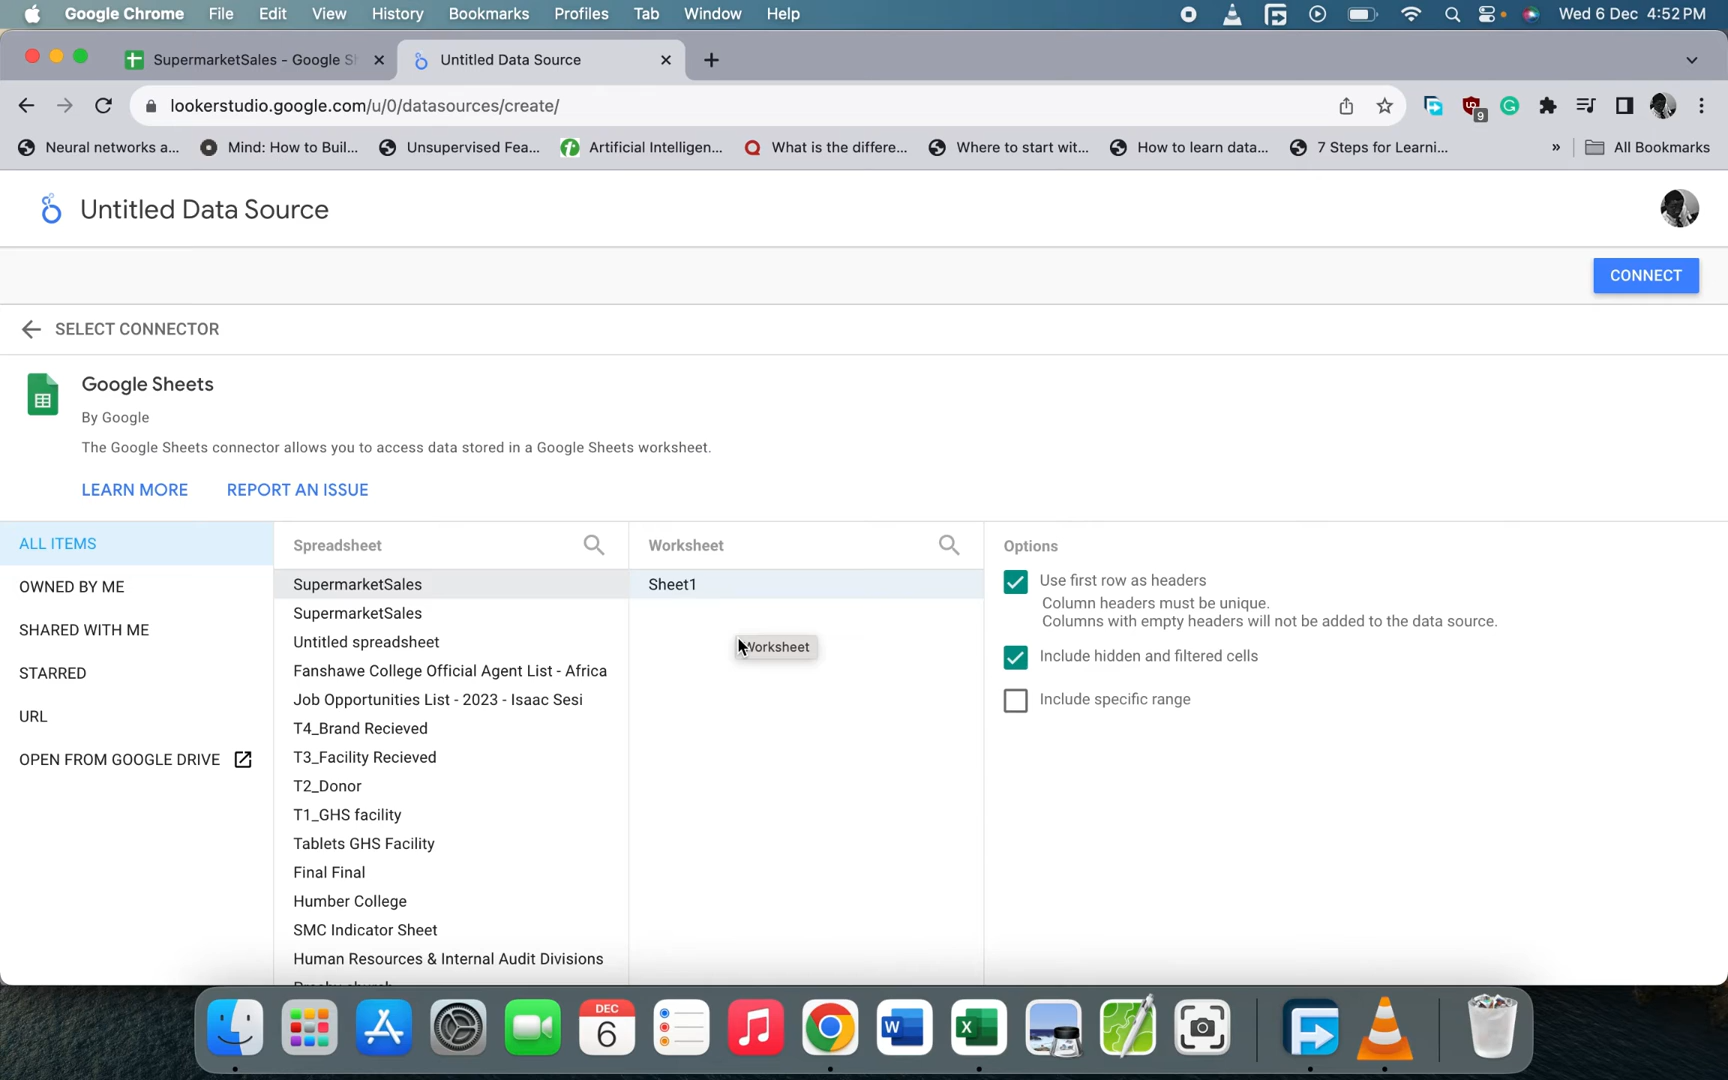 Google Chrome File Edit View History Bookmarks Profiles Tab Window Help Wed 6 Dec 4:52 PM
SupermarketSales - Google Sh Untitled Data Source
lookerstudio.google.com/u/0/datasources/create/ 9
Neural networks a... Mind: How to Buil... Unsupervised Fea... Artificial Intelligen... What is the differe... Where to start wit... How to learn data... 7 Steps for Learni... » All Bookmarks
Untitled Data Source
CONNECT
SELECT CONNECTOR
Google Sheets
By Google
The Google Sheets connector allows you to access data stored in a Google Sheets worksheet.
LEARN MORE REPORT AN ISSUE
ALL ITEMS
OWNED BY ME
SHARED WITH ME
STARRED
URL
OPEN FROM GOOGLE DRIVE
Spreadsheet
SupermarketSales
SupermarketSales
Untitled spreadsheet
Fanshawe College Official Agent List - Africa
Job Opportunities List - 2023 - Isaac Sesi
T4_Brand Recieved
T3_Facility Recieved
T2_Donor
T1_GHS facility
Tablets GHS Facility
Final Final
Humber College
SMC Indicator Sheet
Human Resources & Internal Audit Divisions
Worksheet
Sheet1
Worksheet
Options
Use first row as headers
Column headers must be unique.
Columns with empty headers will not be added to the data source.
Include hidden and filtered cells
Include specific range
DEC
6